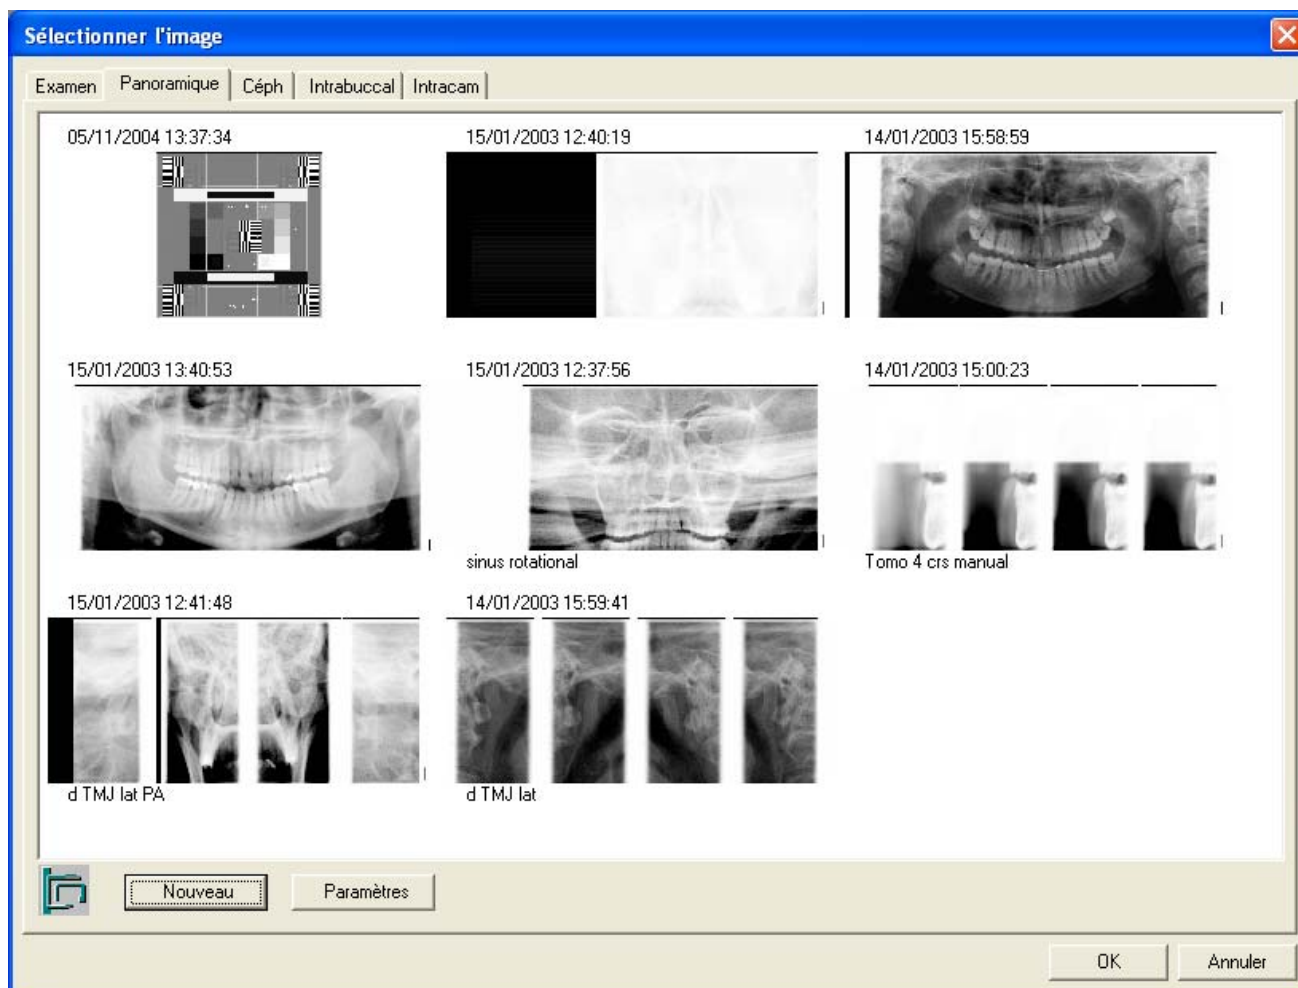 Sélectionner l'image
Examen Panoramique Céph Intrabuccal Intracam
05/11/2004 13:37:34 15/01/2003 12:40:19 14/01/2003 15:58:59
15/01/2003 13:40:53 15/01/2003 12:37:56 14/01/2003 15:00:23
sinus rotational Tomo 4 crs manual
15/01/2003 12:41:48 14/01/2003 15:59:41
d TMJ lat PA d TMJ lat
Nouveau Paramètres
OK Annuler